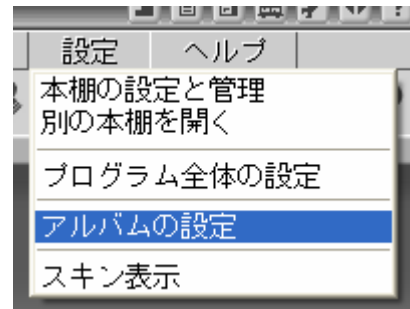 設定 ヘルプ
本棚の設定と管理
別の本棚を開く
プログラム全体の設定
アルバムの設定
スキン表示